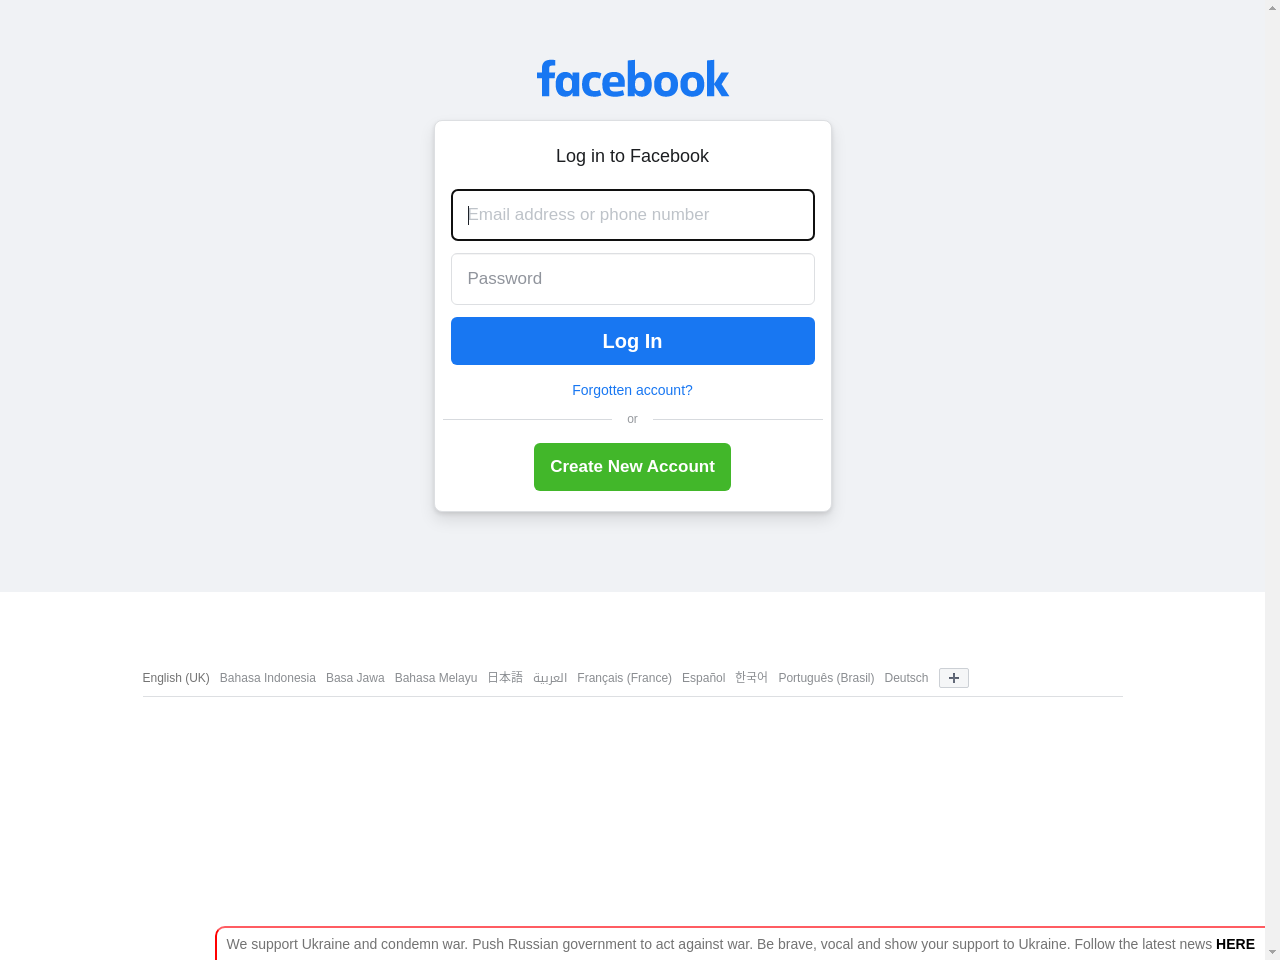 facebook
Log in to Facebook
Email address or phone number
Password
Log In
Forgotten account?
or
Create New Account
English (UK) Bahasa Indonesia Basa Jawa Bahasa Melayu 日本語 العربية Français (France) Español 한국어 Português (Brasil) Deutsch
We support Ukraine and condemn war. Push Russian government to act against war. Be brave, vocal and show your support to Ukraine. Follow the latest news HERE